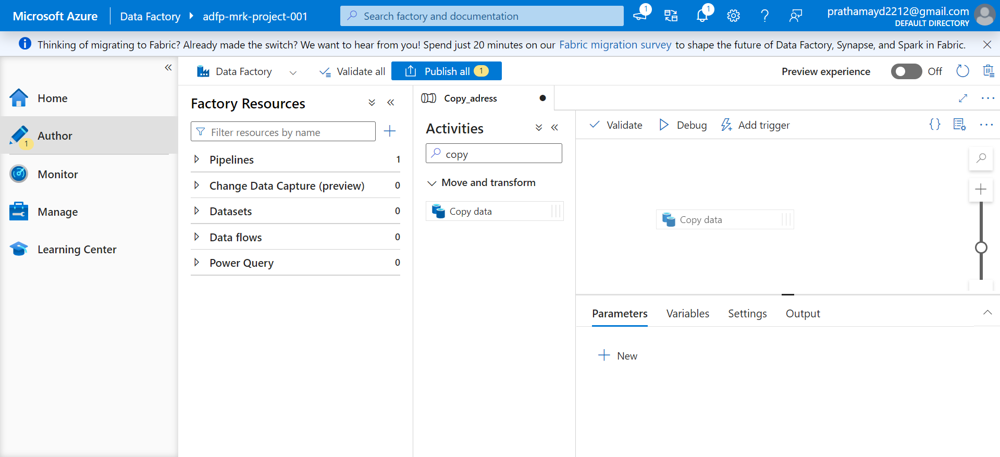 Microsoft Azure
Data Factory
adfp-mrk-project-001
Search factory and documentation
1
1
?
prathamayd2212@gmail.com
DEFAULT DIRECTORY
Thinking of migrating to Fabric? Already made the switch? We want to hear from you! Spend just 20 minutes on our Fabric migration survey to shape the future of Data Factory, Synapse, and Spark in Fabric.
Home
Author
1
Monitor
Manage
Learning Center
Data Factory
Validate all
Publish all 1
Preview experience
Off
Factory Resources
Filter resources by name
Pipelines 1
Change Data Capture (preview) 0
Datasets 0
Data flows 0
Power Query 0
Copy_adress
Activities
copy
Move and transform
Copy data
Validate
Debug
Add trigger
{}
Copy data
Parameters
Variables
Settings
Output
New